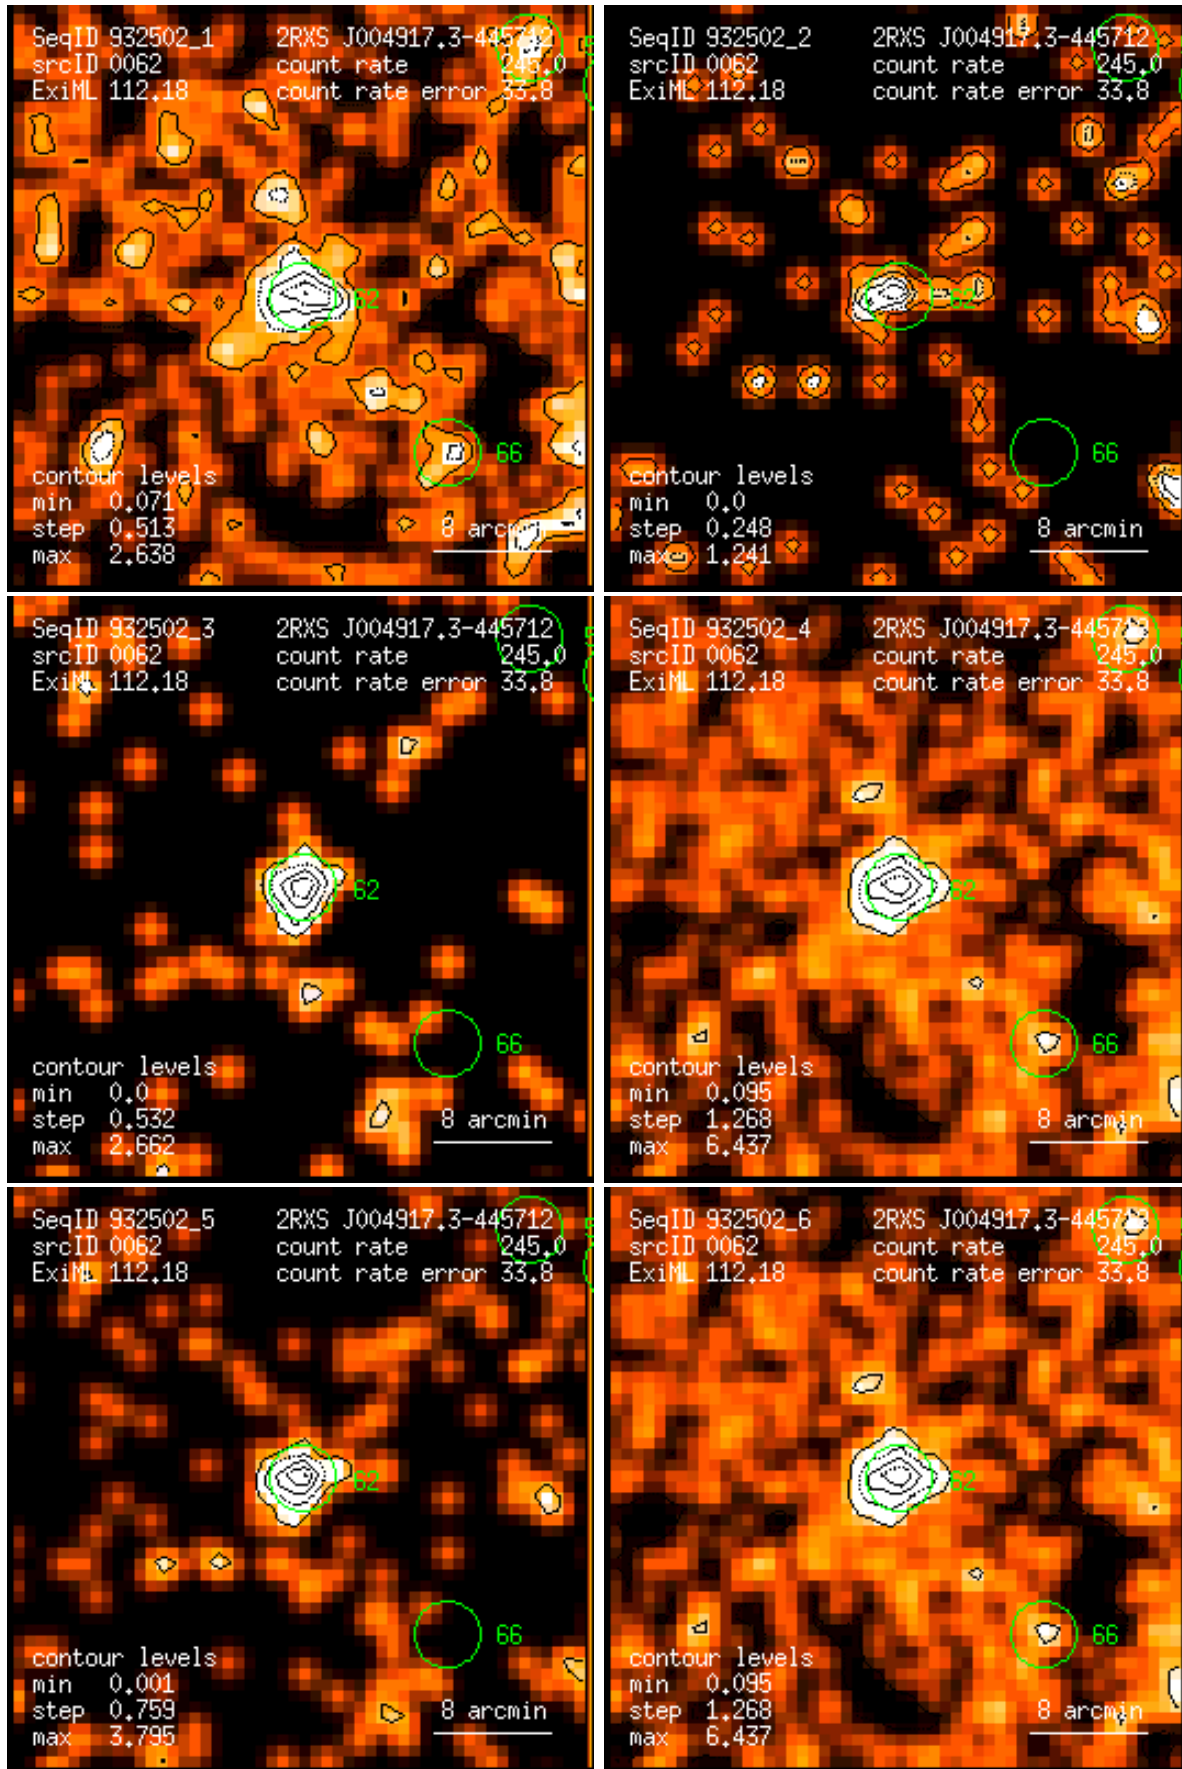 SeqID 932502_1 2RXS J004917.3-445712
srcID 0062 count rate 245.0
ExiML 112.18 count rate error 33.8
62
66
contour levels
min 0.071
step 0.513 8 arcmin
max 2.638
SeqID 932502_2 2RXS J004917.3-445712
srcID 0062 count rate 245.0
ExiML 112.18 count rate error 33.8
62
66
contour levels
min 0.0
step 0.248 8 arcmin
max 1.241
SeqID 932502_3 2RXS J004917.3-445712
srcID 0062 count rate 245.0
ExiML 112.18 count rate error 33.8
62
66
contour levels
min 0.0
step 0.532 8 arcmin
max 2.662
SeqID 932502_4 2RXS J004917.3-445712
srcID 0062 count rate 245.0
ExiML 112.18 count rate error 33.8
62
66
contour levels
min 0.095
step 1.268 8 arcmin
max 6.437
SeqID 932502_5 2RXS J004917.3-445712
srcID 0062 count rate 245.0
ExiML 112.18 count rate error 33.8
62
66
contour levels
min 0.001
step 0.759 8 arcmin
max 3.795
SeqID 932502_6 2RXS J004917.3-445712
srcID 0062 count rate 245.0
ExiML 112.18 count rate error 33.8
62
66
contour levels
min 0.095
step 1.268 8 arcmin
max 6.437